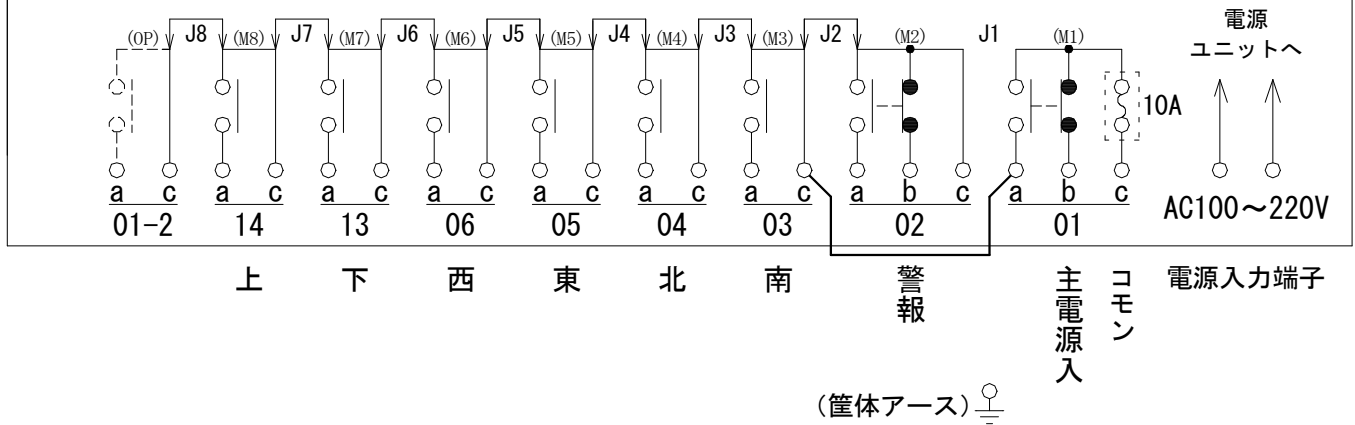 電源
ユニットへ
(OP) J8 (M8) J7 (M7) J6 (M6) J5 (M5) J4 (M4) J3 (M3) J2 (M2) J1 (M1)
10A
a c a c a c a c a c a c a c a b c a b c
01-2 14 13 06 05 04 03 02 01 AC100～220V
上 下 西 東 北 南 警報 主電源入 コモン 電源入力端子
(筐体アース)